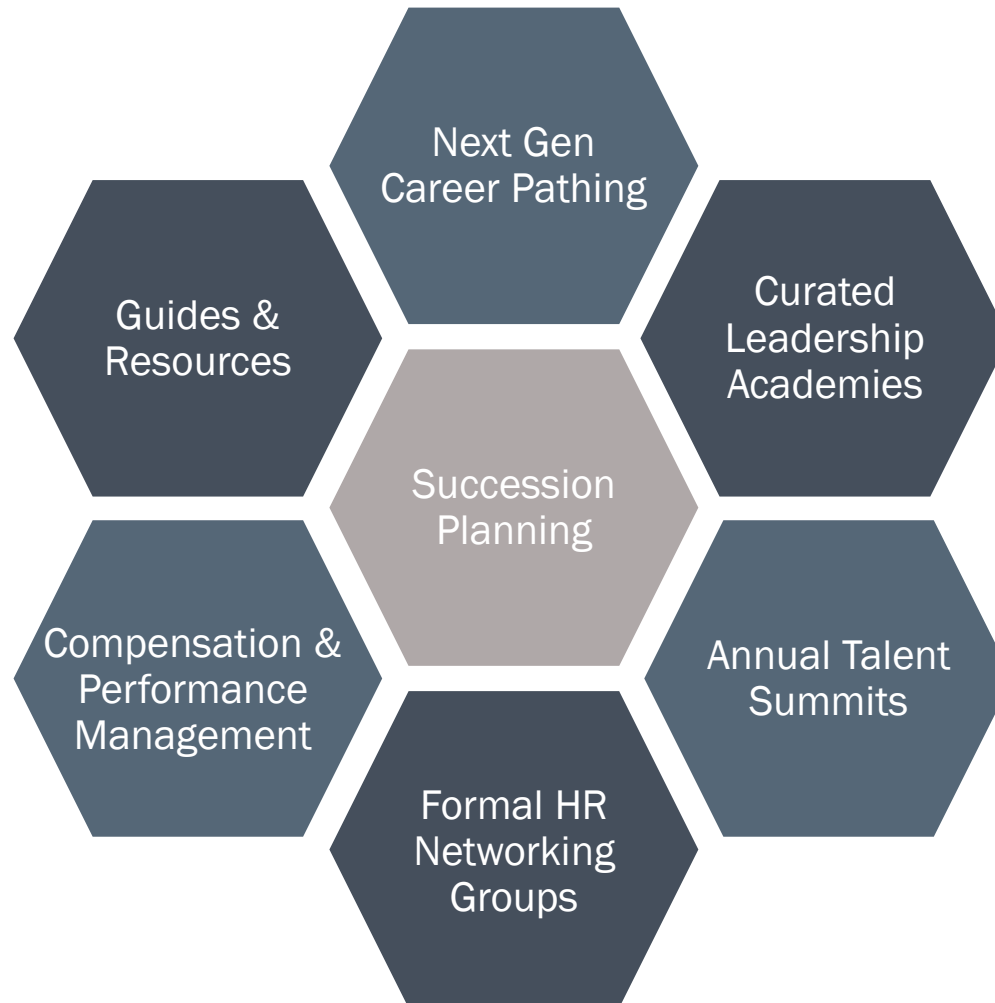 Next Gen
Career Pathing
Guides &
Resources
Curated
Leadership
Academies
Succession
Planning
Compensation &
Performance
Management
Annual Talent
Summits
Formal HR
Networking
Groups